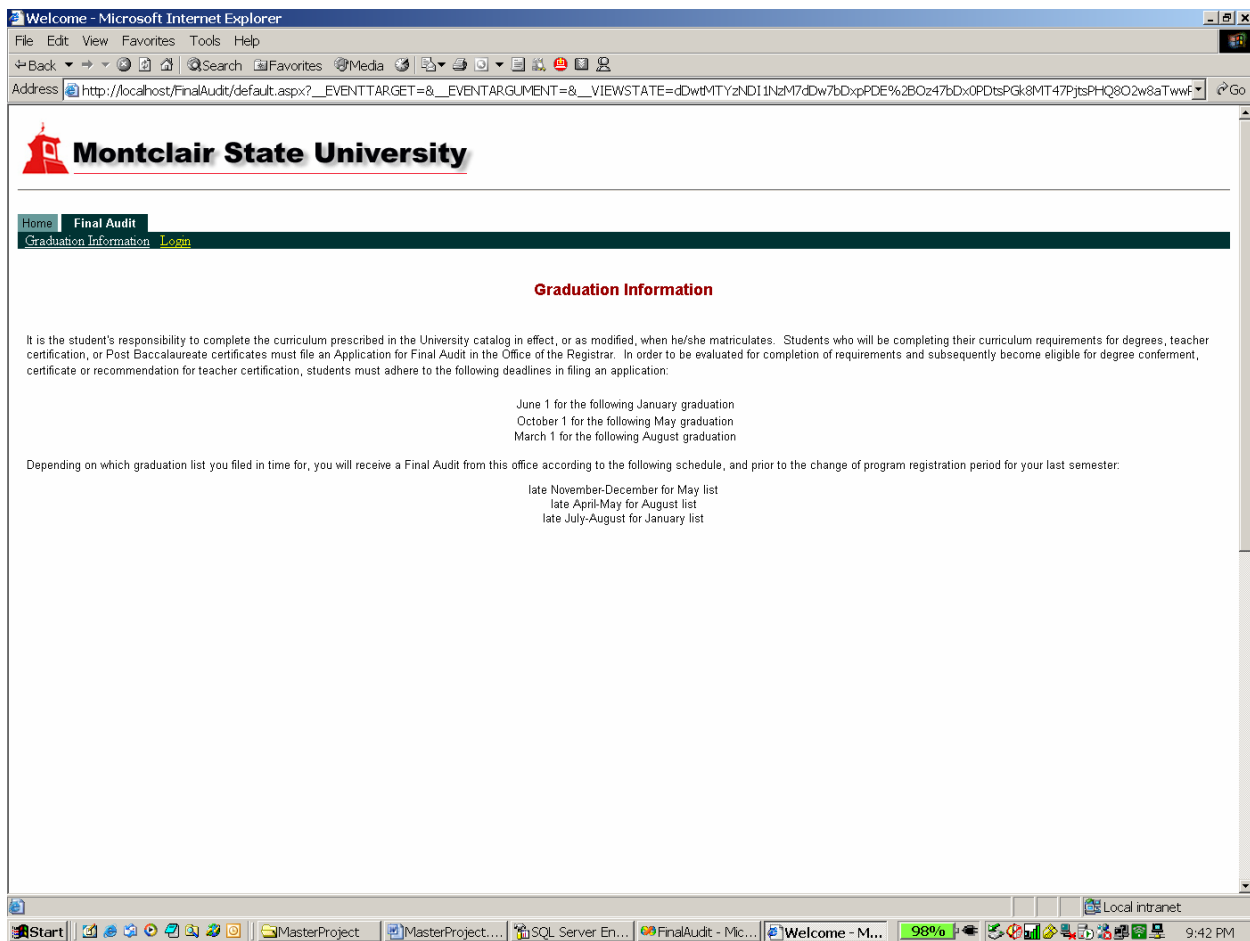 Welcome - Microsoft Internet Explorer
File Edit View Favorites Tools Help
Back Search Favorites Media
Address http://localhost/FinalAudit/default.aspx?__EVENTTARGET=&__EVENTARGUMENT=&__VIEWSTATE= Go
Montclair State University
Home Final Audit
Graduation Information Login
Graduation Information
It is the student's responsibility to complete the curriculum prescribed in the University catalog in effect, or as modified, when he/she matriculates. Students who will be completing their curriculum requirements for degrees, teacher
certification, or Post Baccalaureate certificates must file an Application for Final Audit in the Office of the Registrar. In order to be evaluated for completion of requirements and subsequently become eligible for degree conferment,
certificate or recommendation for teacher certification, students must adhere to the following deadlines in filing an application:
June 1 for the following January graduation
October 1 for the following May graduation
March 1 for the following August graduation
Depending on which graduation list you filed in time for, you will receive a Final Audit from this office according to the following schedule, and prior to the change of program registration period for your last semester:
late November-December for May list
late April-May for August list
late July-August for January list
Local intranet
Start MasterProject MasterProject.... SQL Server En... FinalAudit - Mic... Welcome - M... 98% 9:42 PM